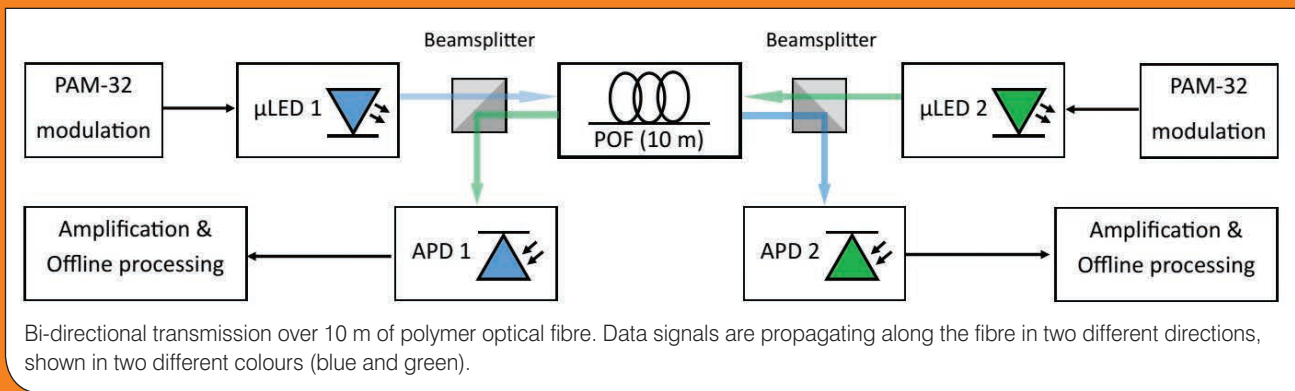 Beamsplitter
Beamsplitter
PAM-32
modulation
µLED 1
POF (10 m)
µLED 2
PAM-32
modulation
Amplification &
Offline processing
APD 1
APD 2
Amplification &
Offline processing
Bi-directional transmission over 10 m of polymer optical fibre. Data signals are propagating along the fibre in two different directions,
shown in two different colours (blue and green).